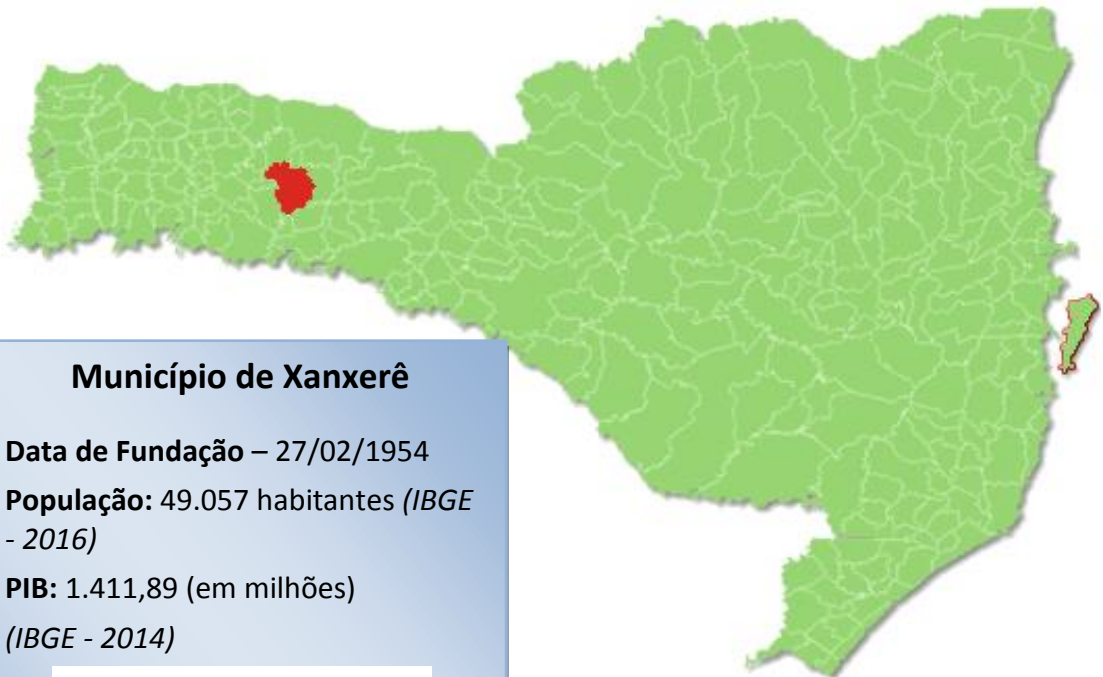 Município de Xanxerê
Data de Fundação – 27/02/1954
População: 49.057 habitantes (IBGE
- 2016)
PIB: 1.411,89 (em milhões)
(IBGE - 2014)